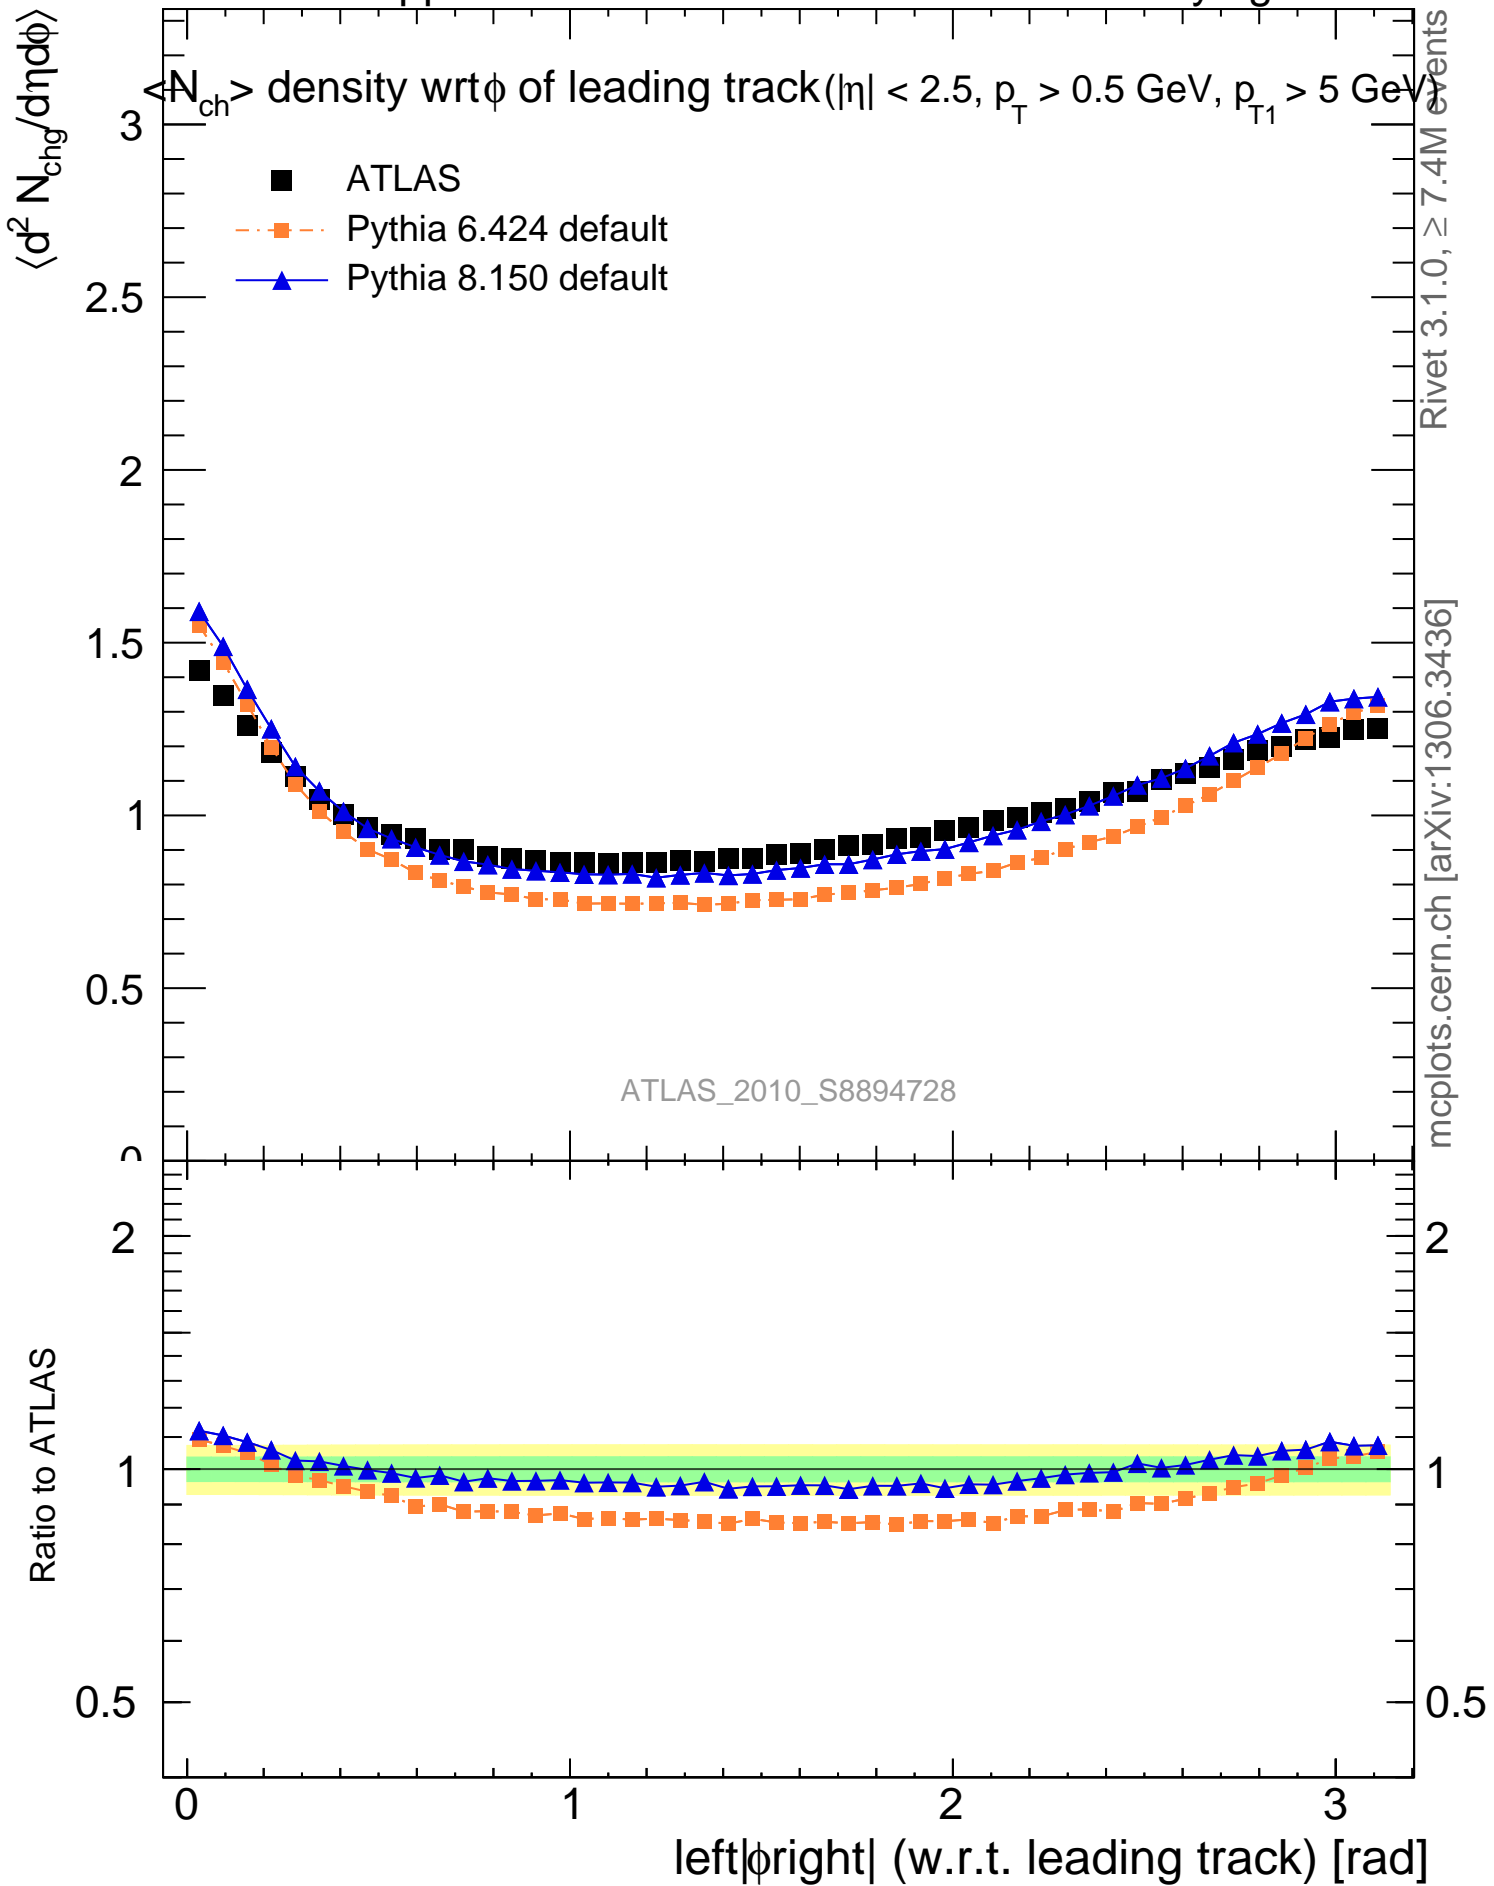 <N_ch> density wrt ϕ of leading track (|η| < 2.5, p_T > 0.5 GeV, p_T1 > 5 GeV)
⟨d² N_chg/dηdϕ⟩
ATLAS
Pythia 6.424 default
Pythia 8.150 default
3
2.5
2
1.5
1
0.5
0
ATLAS_2010_S8894728
Rivet 3.1.0, ≥ 7.4M events
mcplots.cern.ch [arXiv:1306.3436]
Ratio to ATLAS
2
1
0.5
2
1
0.5
0
1
2
3
left|ϕright| (w.r.t. leading track) [rad]